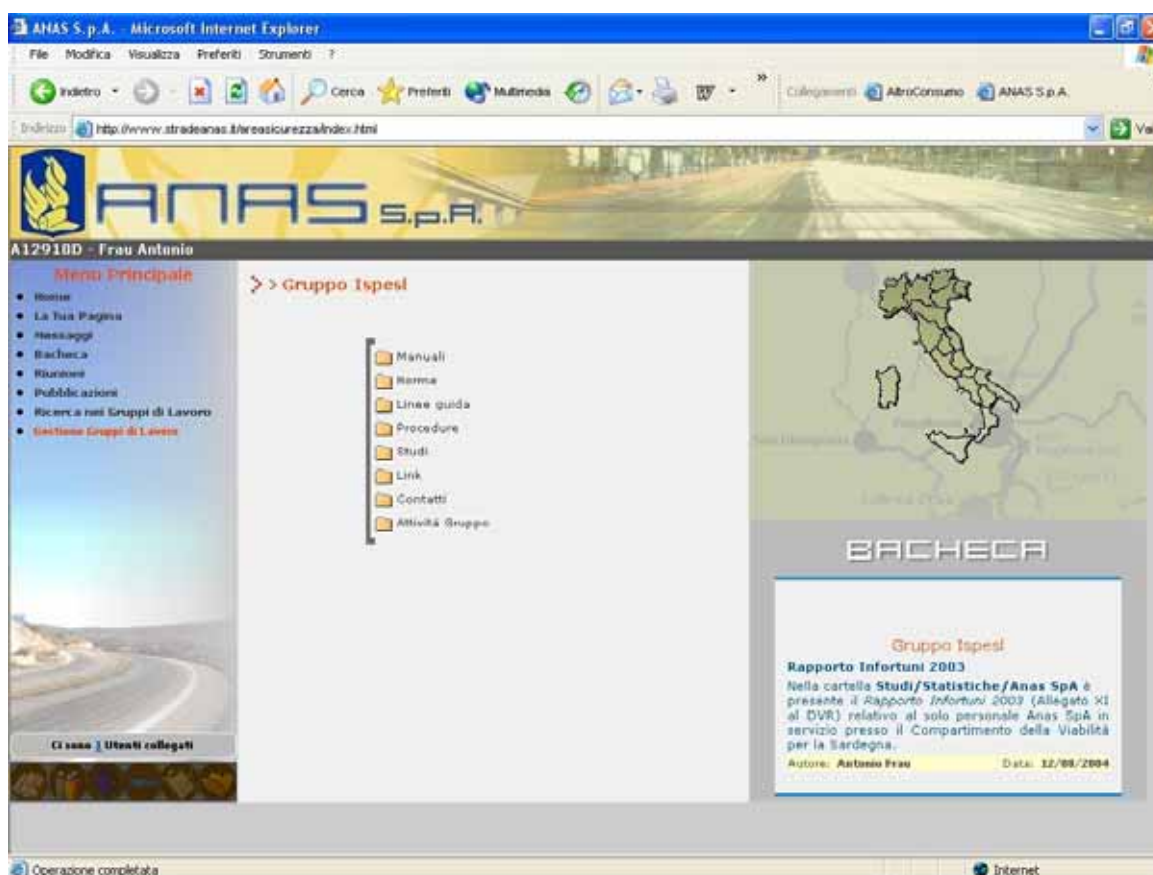 ANAS S.p.A. - Microsoft Internet Explorer
File Modifica Visualizza Preferiti Strumenti ?
Indietro Cerca Preferiti Multimedia Collegamenti AltroConsumo ANAS S.p.A.
Indirizzo http://www.stradeanas.it/areasicurezza/index.html Vai
ANAS S.p.A.
A12910D - Frau Antonio
Menu Principale
Home
La Tua Pagina
Messaggi
Bacheca
Riunioni
Pubblicazioni
Ricerca nei Gruppi di Lavoro
Gestione Gruppi di Lavoro
Ci sono 1 Utenti collegati
> > Gruppo Ispesl
Manuali
Norma
Linee guida
Procedure
Studi
Link
Contatti
Attività Gruppo
BACHECA
Gruppo Ispesl
Rapporto Infortuni 2003
Nella cartella Studi/Statistiche/Anas SpA è
presente il Rapporto Infortuni 2003 (Allegato XI
al DVR) relativo al solo personale Anas SpA in
servizio presso il Compartimento della Viabilità
per la Sardegna.
Autore: Antonio Frau Data: 12/08/2004
Operazione completata Internet